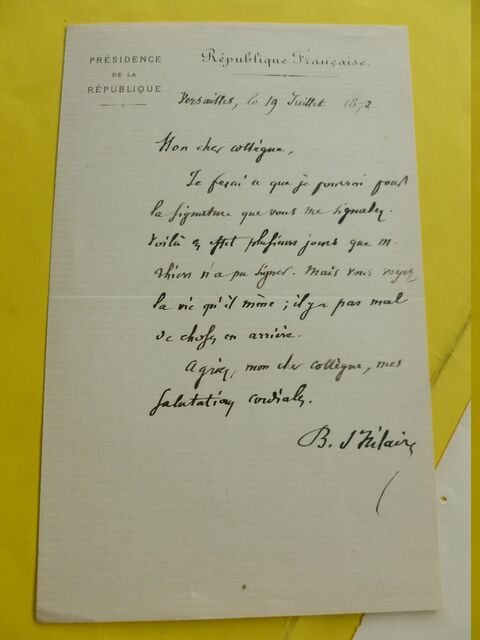 PRÉSIDENCE
DE LA
RÉPUBLIQUE
République Française.
Versailles, le 19 Juillet 1872
Mon cher collègue,
Je ferai ce que je pourrai pour
la signature que vous me signalez.
Voilà en effet plusieurs jours que M.
Thiers n'a pu signer. Mais vous voyez
la vie qu'il mène ; il y a pas mal
de choses en arrière.
Agréez, mon cher collègue, mes
salutations cordiales.
B. St Hilaire